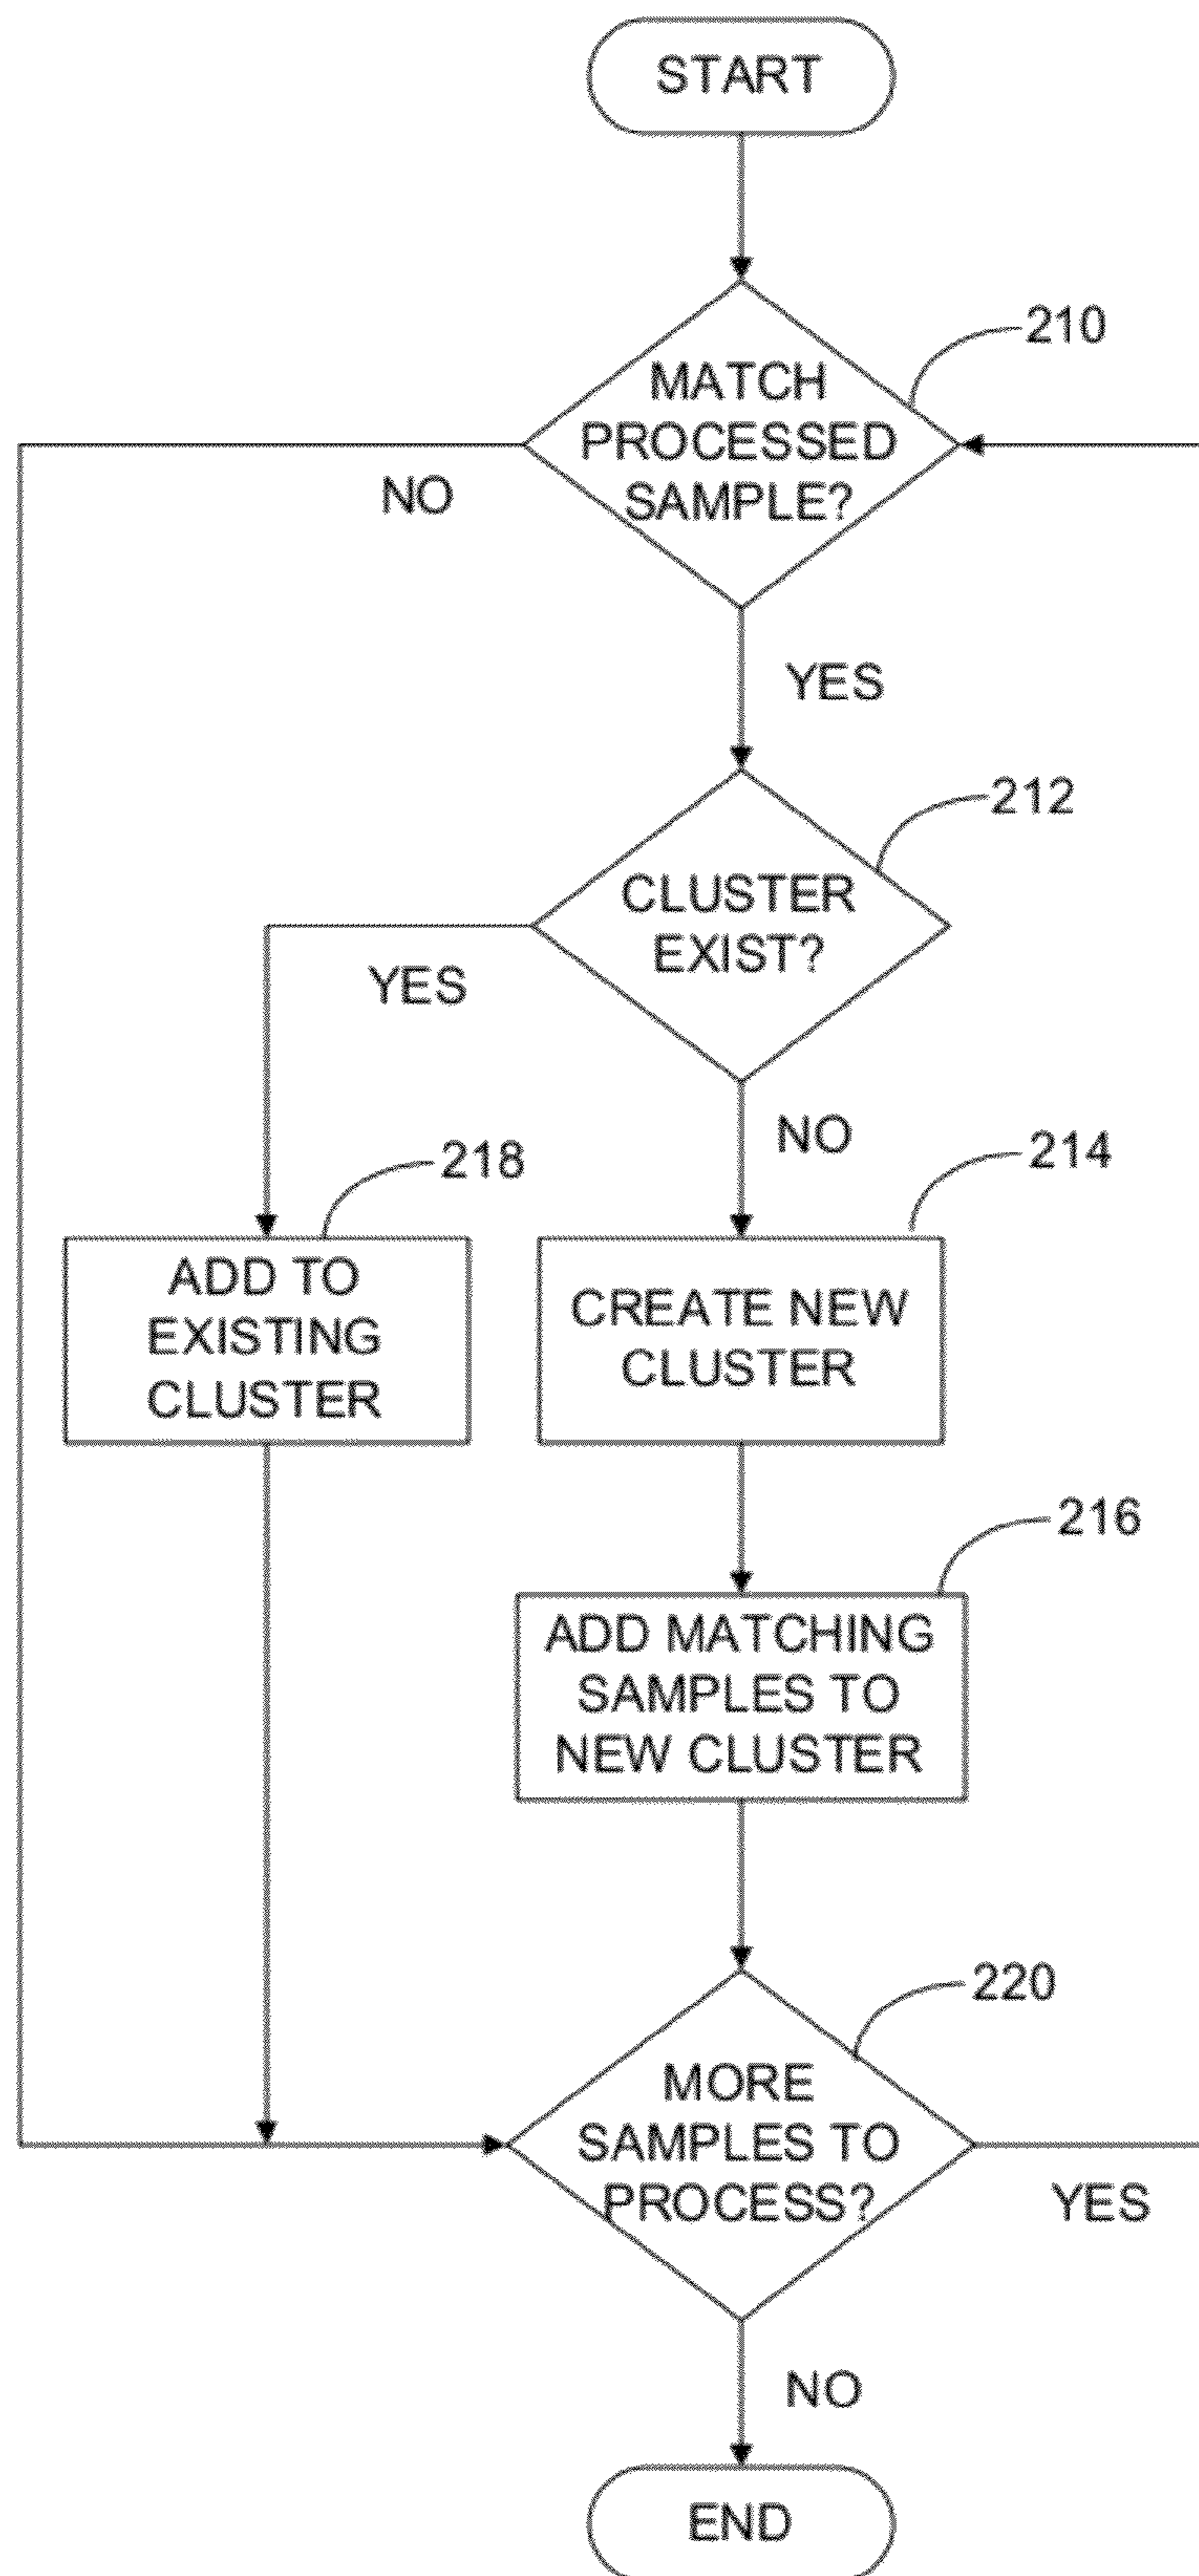 START
210
MATCH
PROCESSED
SAMPLE?
NO
YES
212
CLUSTER
EXIST?
YES
NO
218
214
ADD TO
EXISTING
CLUSTER
CREATE NEW
CLUSTER
216
ADD MATCHING
SAMPLES TO
NEW CLUSTER
220
MORE
SAMPLES TO
PROCESS?
YES
NO
END